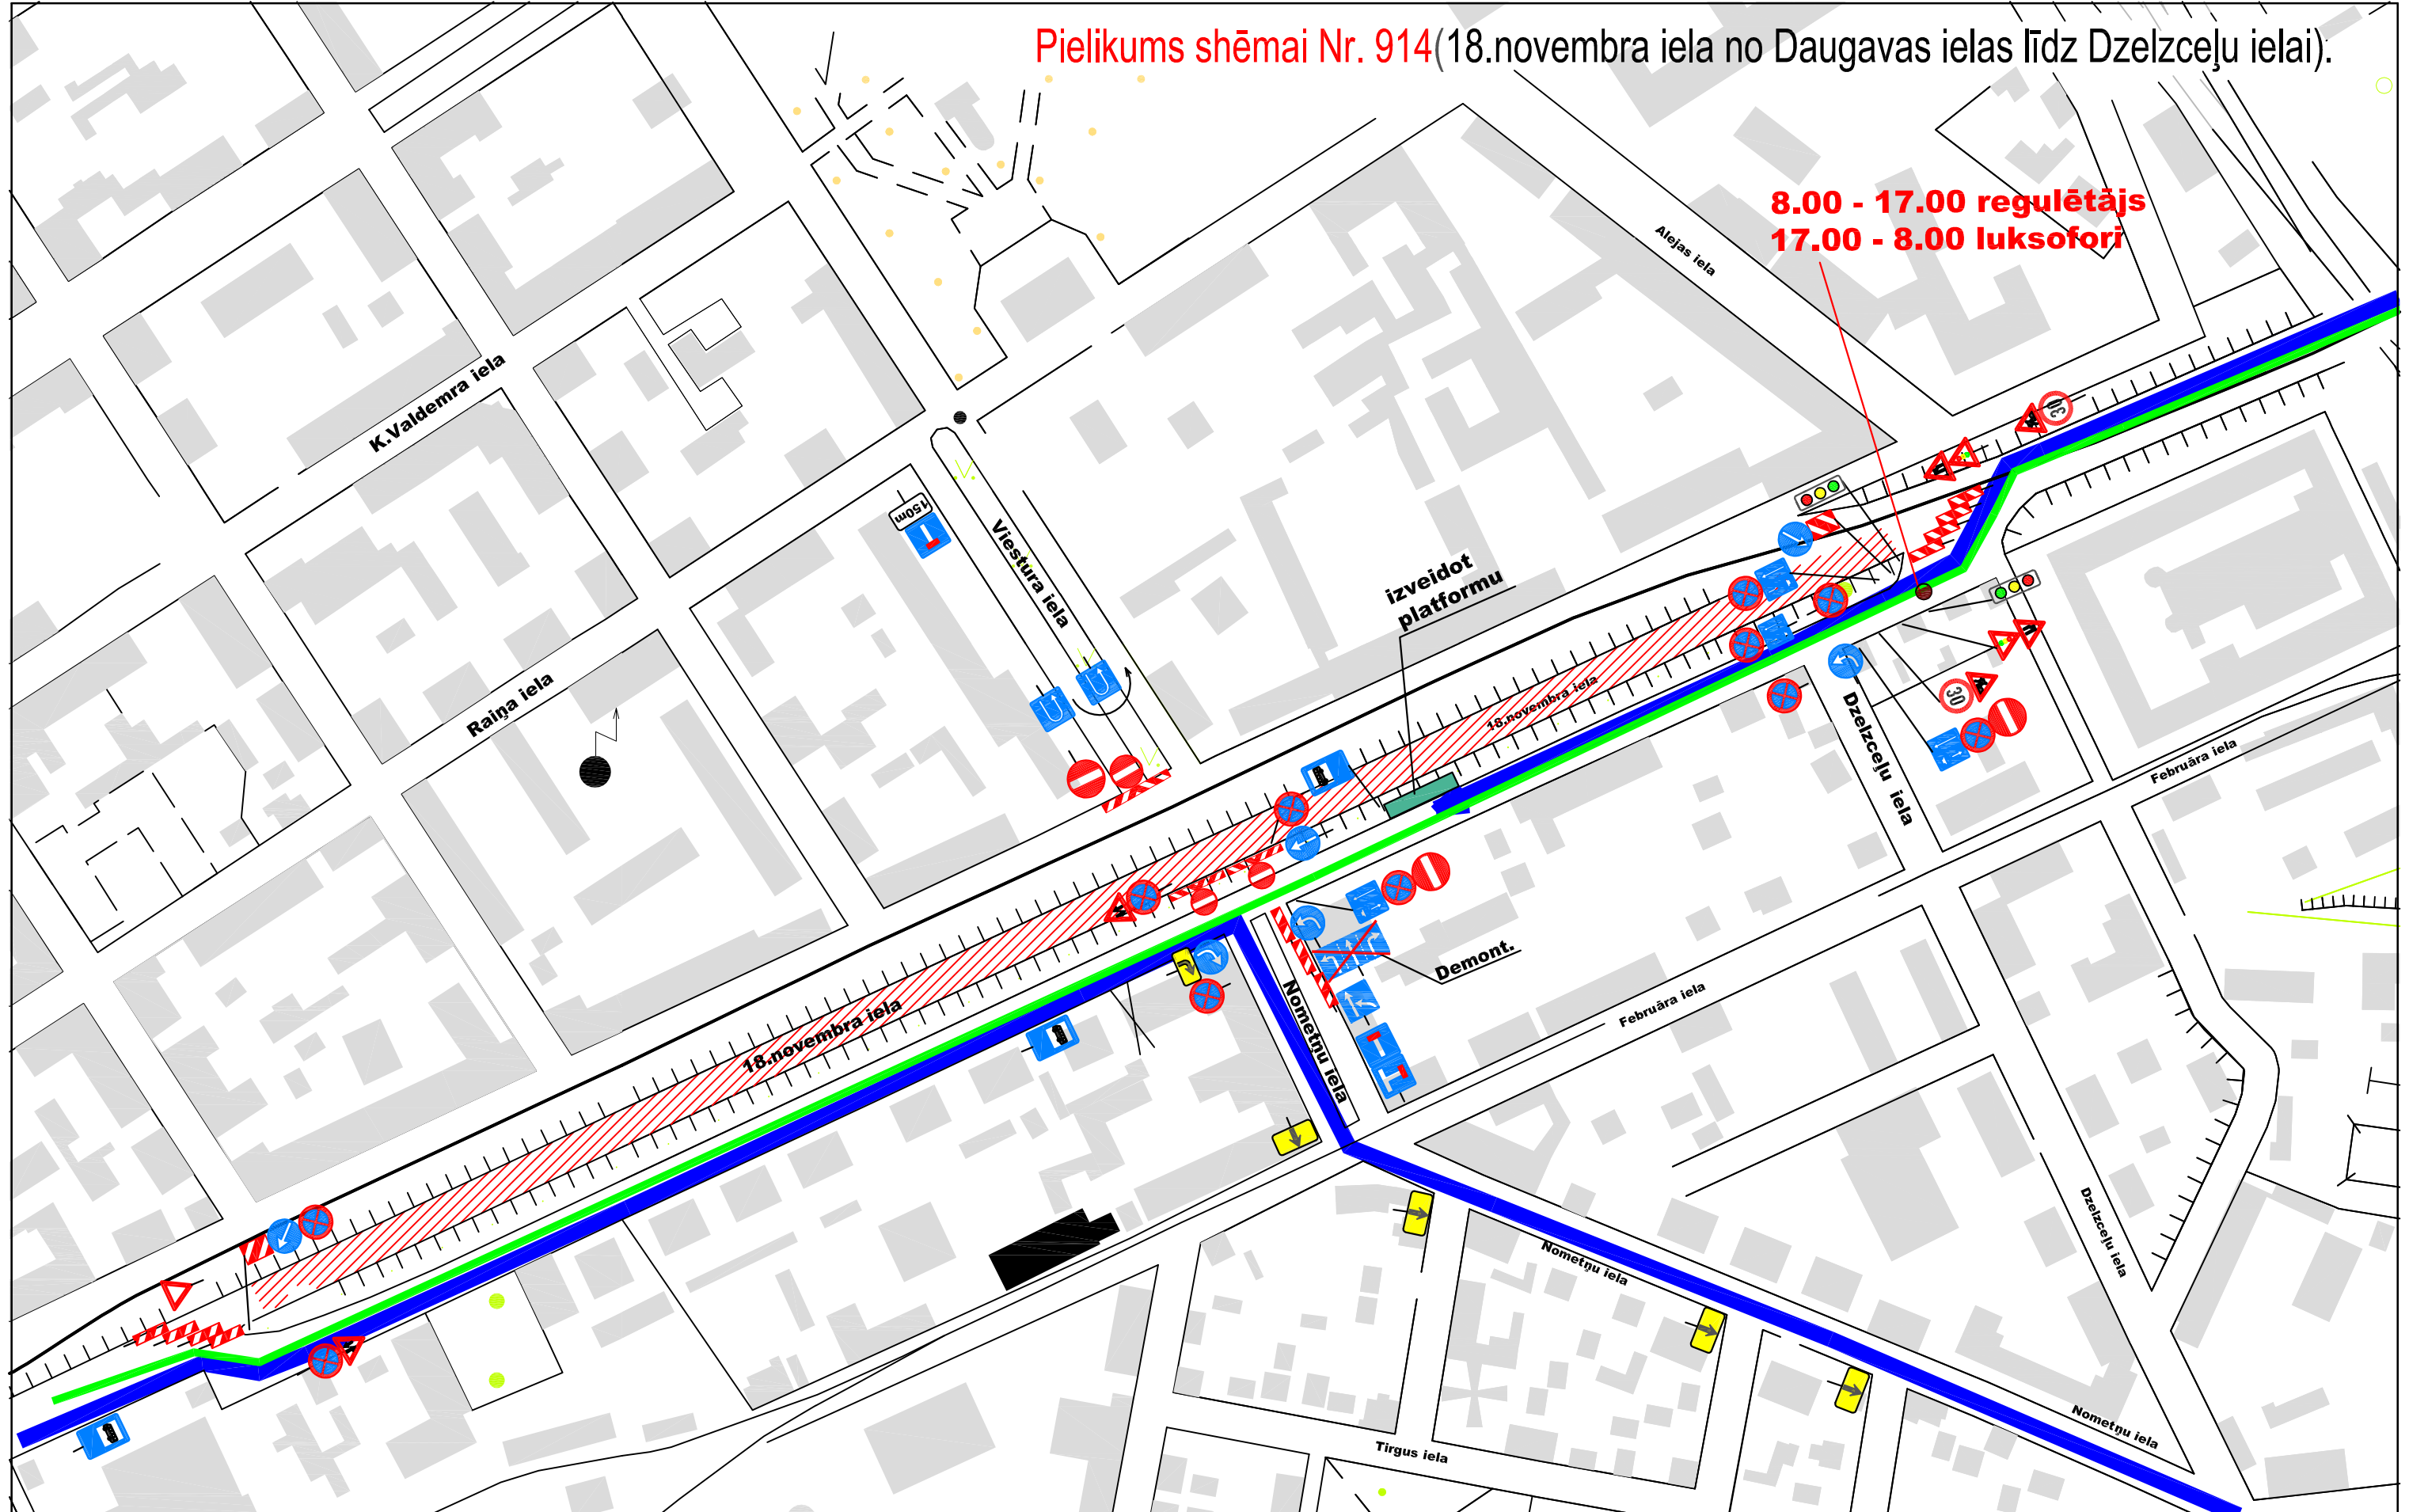 Pielikums shēmai Nr. 914(18.novembra iela no Daugavas ielas līdz Dzelzceļu ielai).
8.00 - 17.00 regulētājs
17.00 - 8.00 luksofori
Alejas iela
K.Valdemra iela
30
150m
Viestura iela
izveidot
platformu
Raiņa iela
18.novembra iela
30
Dzelzceļu iela
Februāra iela
Demont.
Nometņu iela
18.novembra iela
Februāra iela
Dzelzceļu iela
Nometņu iela
Nometņu iela
Tirgus iela